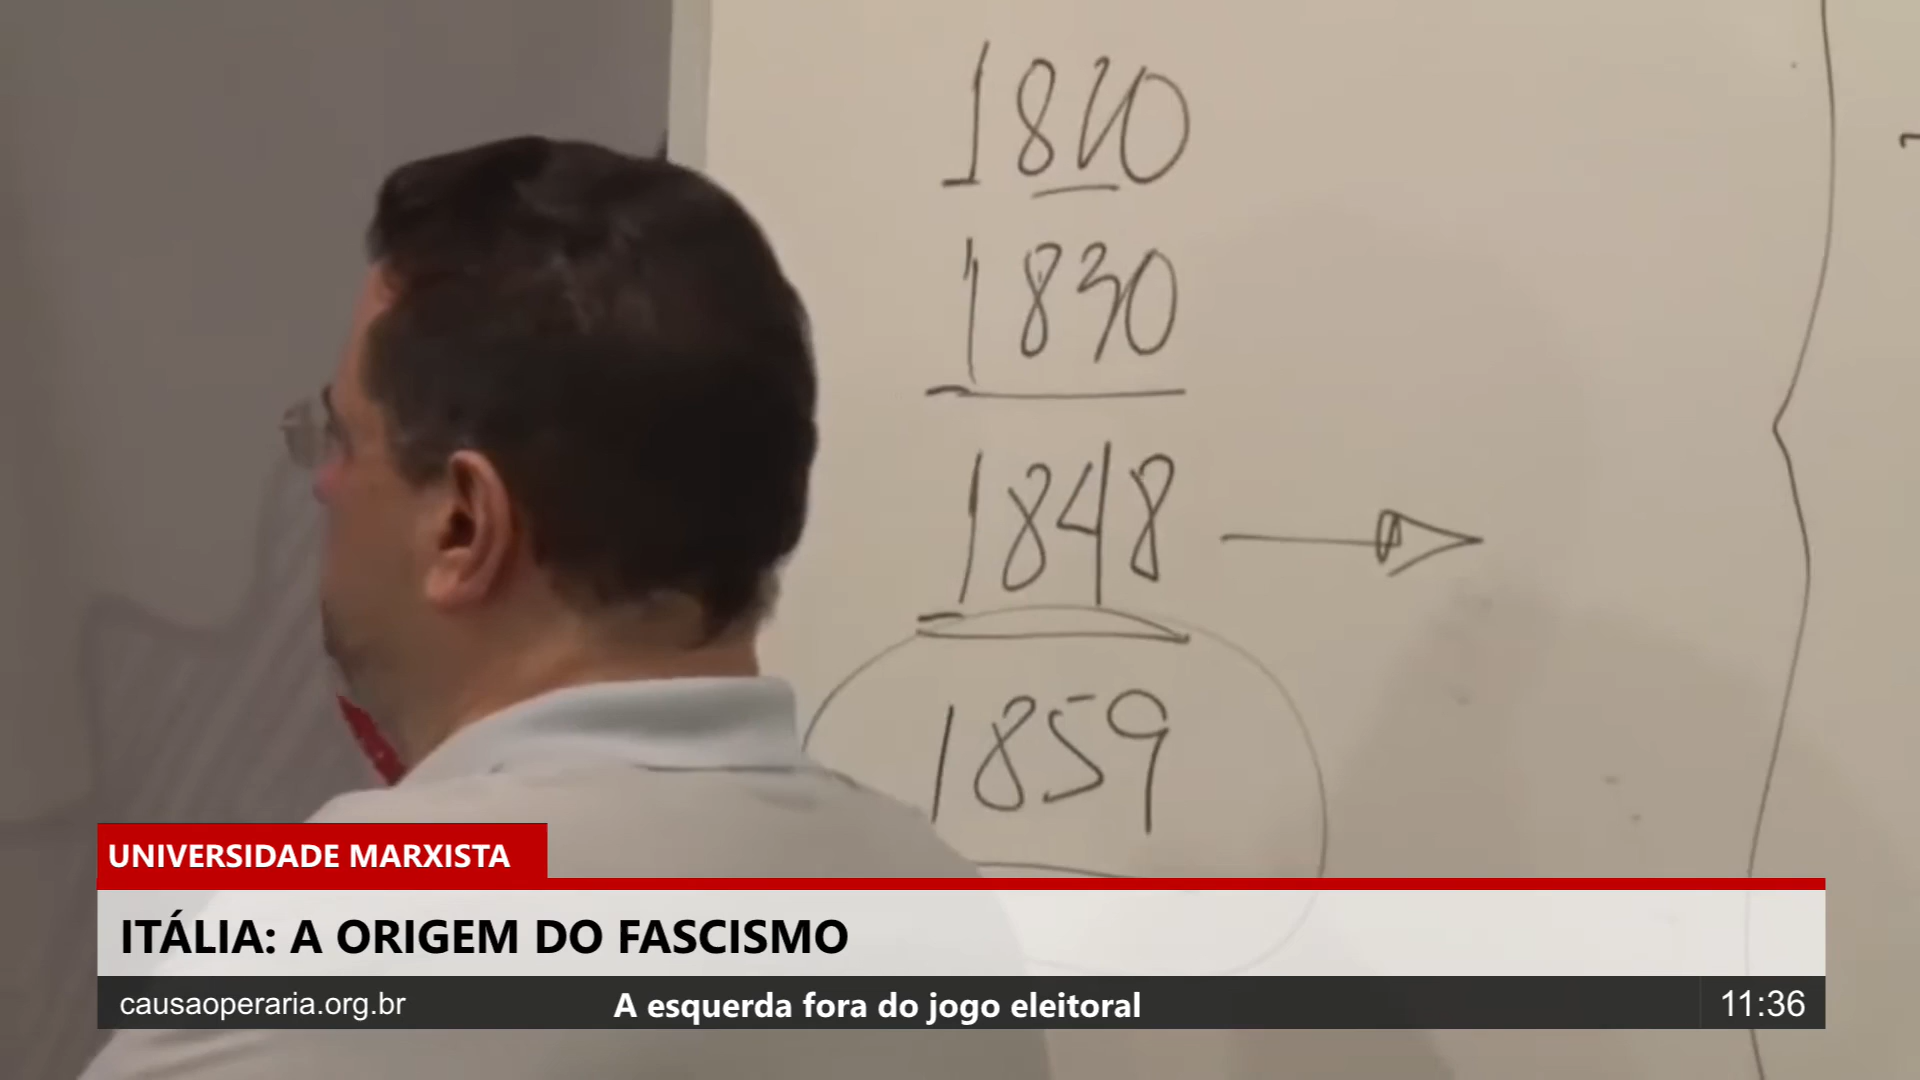 1820
1830
1848
1859
UNIVERSIDADE MARXISTA
ITÁLIA: A ORIGEM DO FASCISMO
causaoperaria.org.br
A esquerda fora do jogo eleitoral
11:36